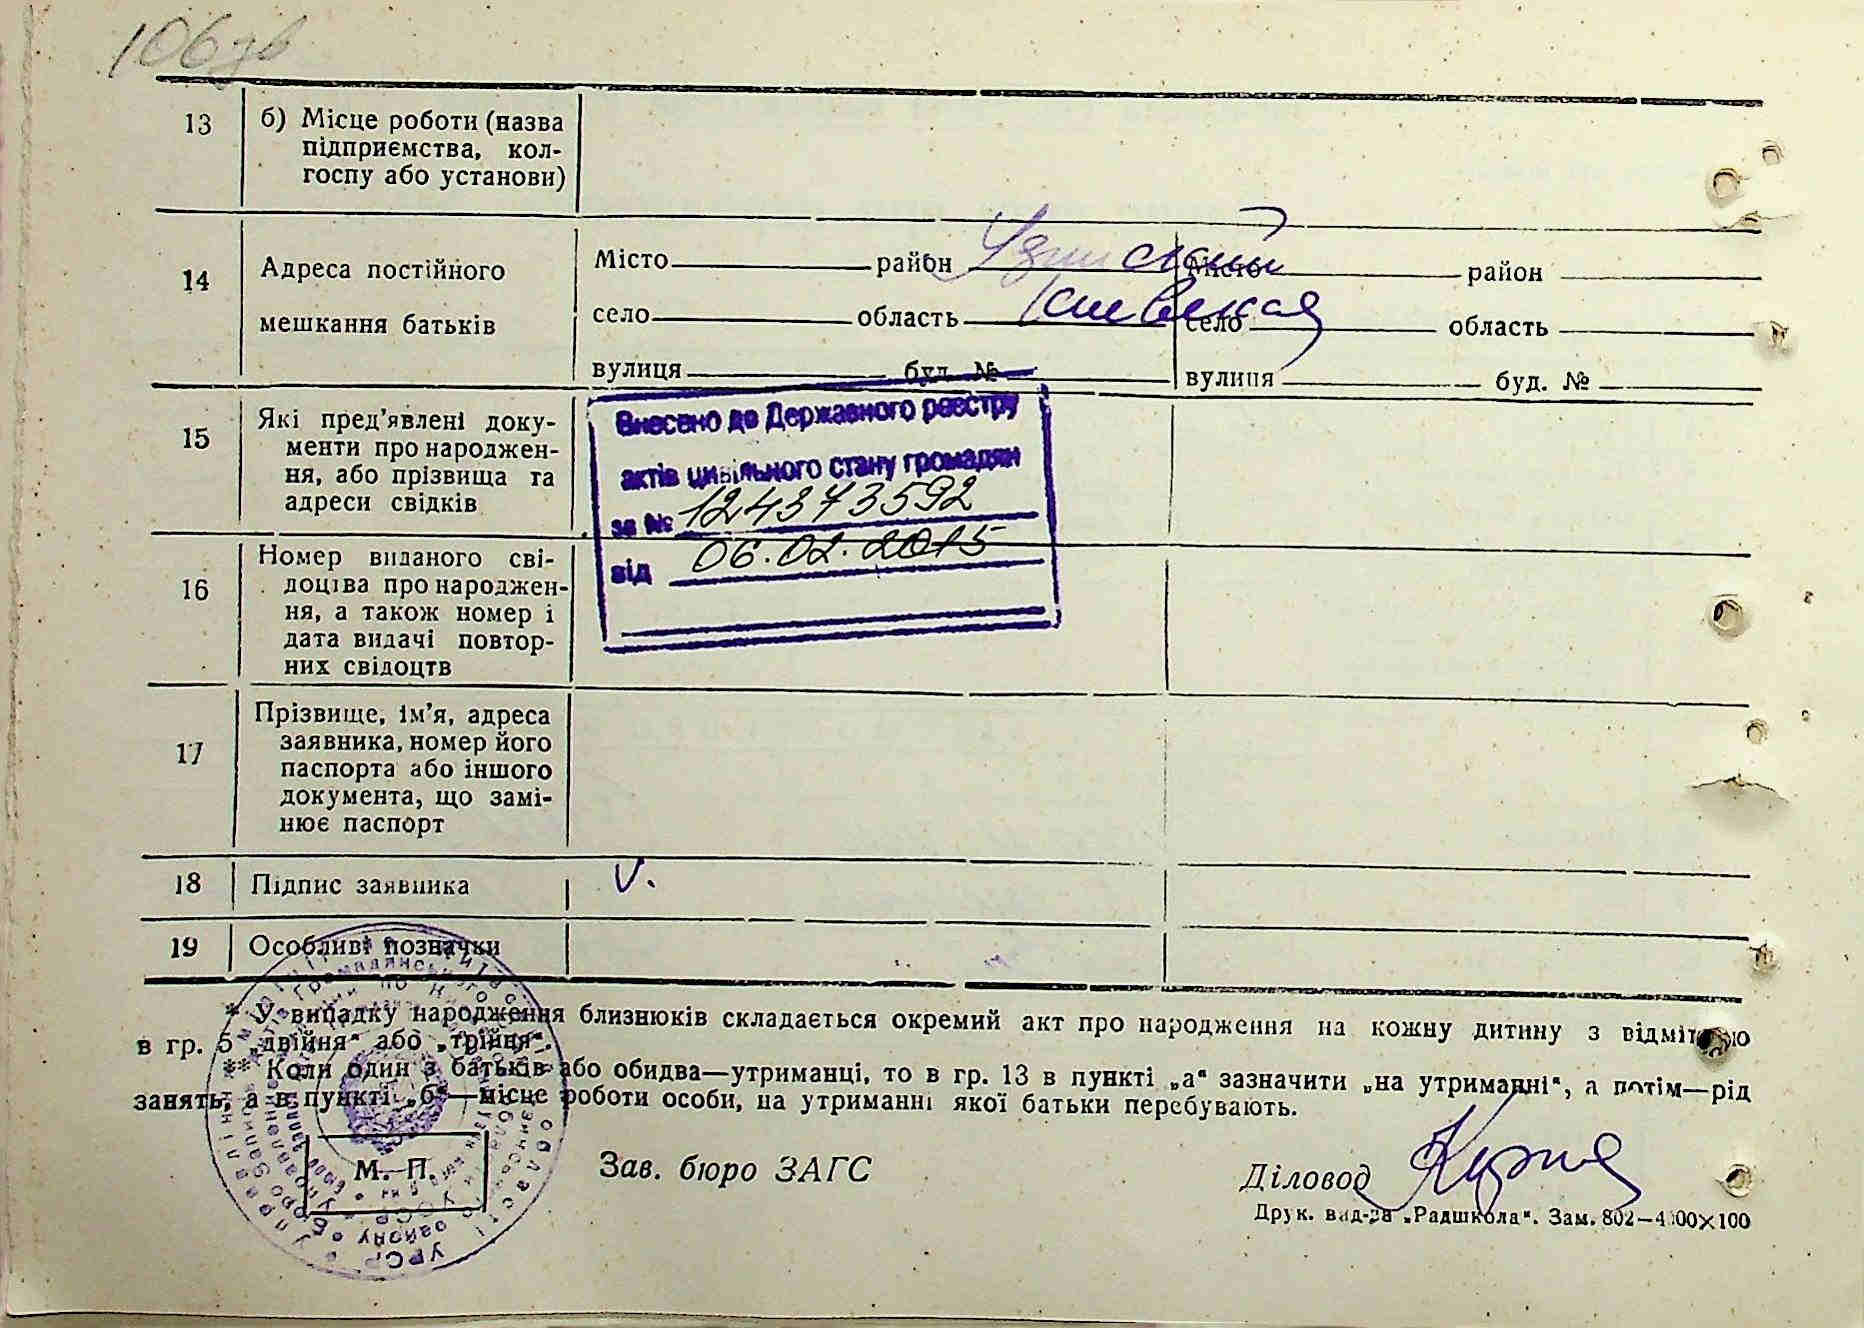 106 зв
13 б) Місце роботи (назва
підприємства, кол-
госпу або установи)
14 Адреса постійного
мешкання батьків
Місто район Узинский
село область Киевская
вулиця буд. №
Місто район
село область
вулиця буд. №
15 Які пред'явлені доку-
менти про народжен-
ня, або прізвища та
адреси свідків
Внесено до Державного реєстру
актів цивільного стану громадян
за № 124373592
від 06.02.2015
16 Номер виданого сві-
доцтва про народжен-
ня, а також номер і
дата видачі повтор-
них свідоцтв
17 Прізвище, ім'я, адреса
заявника, номер його
паспорта або іншого
документа, що замі-
нює паспорт
18 Підпис заявника V.
19 Особливі позначки
* У випадку народження близнюків складається окремий акт про народження на кожну дитину з відміткою
в гр. 5 „двійня" або „трійня".
** Коли один з батьків або обидва—утриманці, то в гр. 13 в пункті „а" зазначити „на утриманні", а потім—рід
занять, а в пункті „б"—місце роботи особи, на утриманні якої батьки перебувають.
М. П.
Зав. бюро ЗАГС
Діловод
Друк. вид-ва „Радшкола". Зам. 802—4000×100